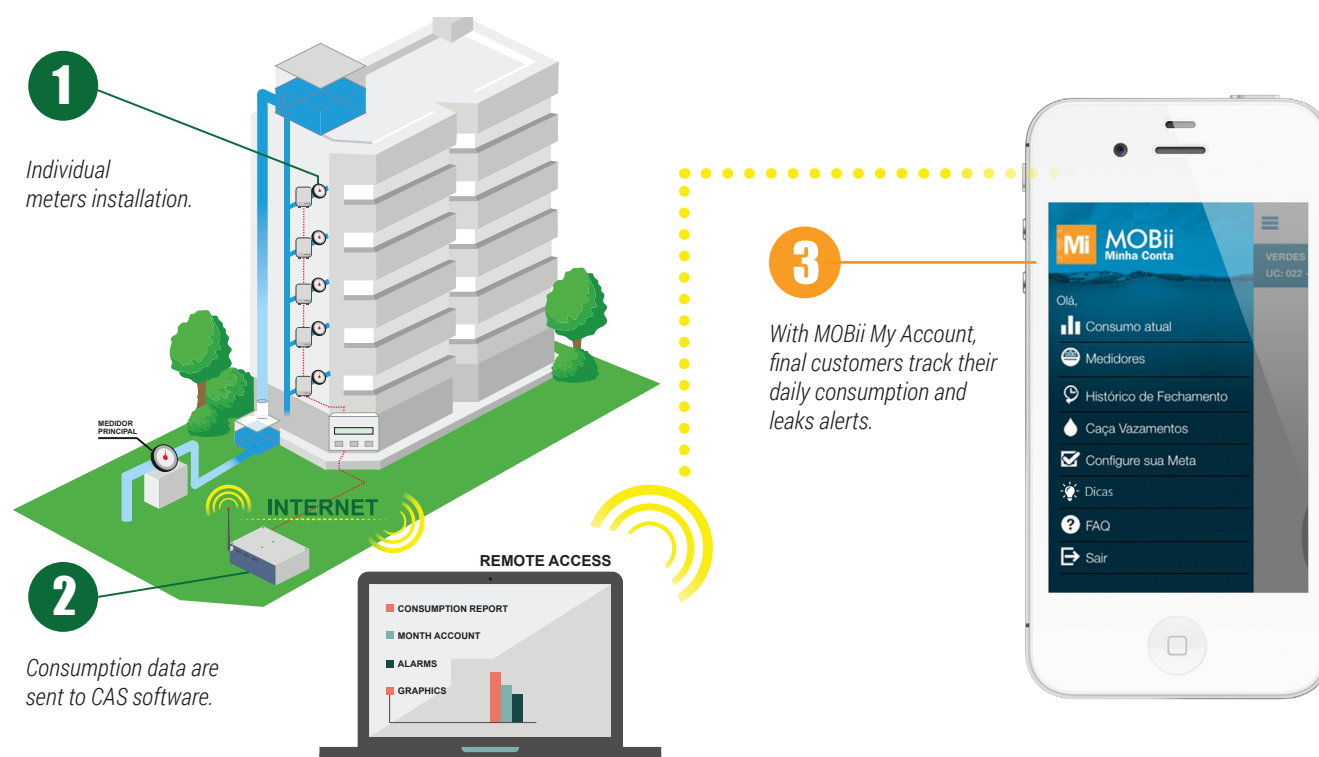 1
Individual
meters installation.
MEDIDOR
PRINCIPAL
INTERNET
2
Consumption data are
sent to CAS software.
REMOTE ACCESS
CONSUMPTION REPORT
MONTH ACCOUNT
ALARMS
GRAPHICS
3
With MOBii My Account,
final customers track their
daily consumption and
leaks alerts.
Mi MOBii
Minha Conta
VERDES
UC: 022 -
Olá,
Consumo atual
Medidores
Histórico de Fechamento
Caça Vazamentos
Configure sua Meta
Dicas
? FAQ
Sair